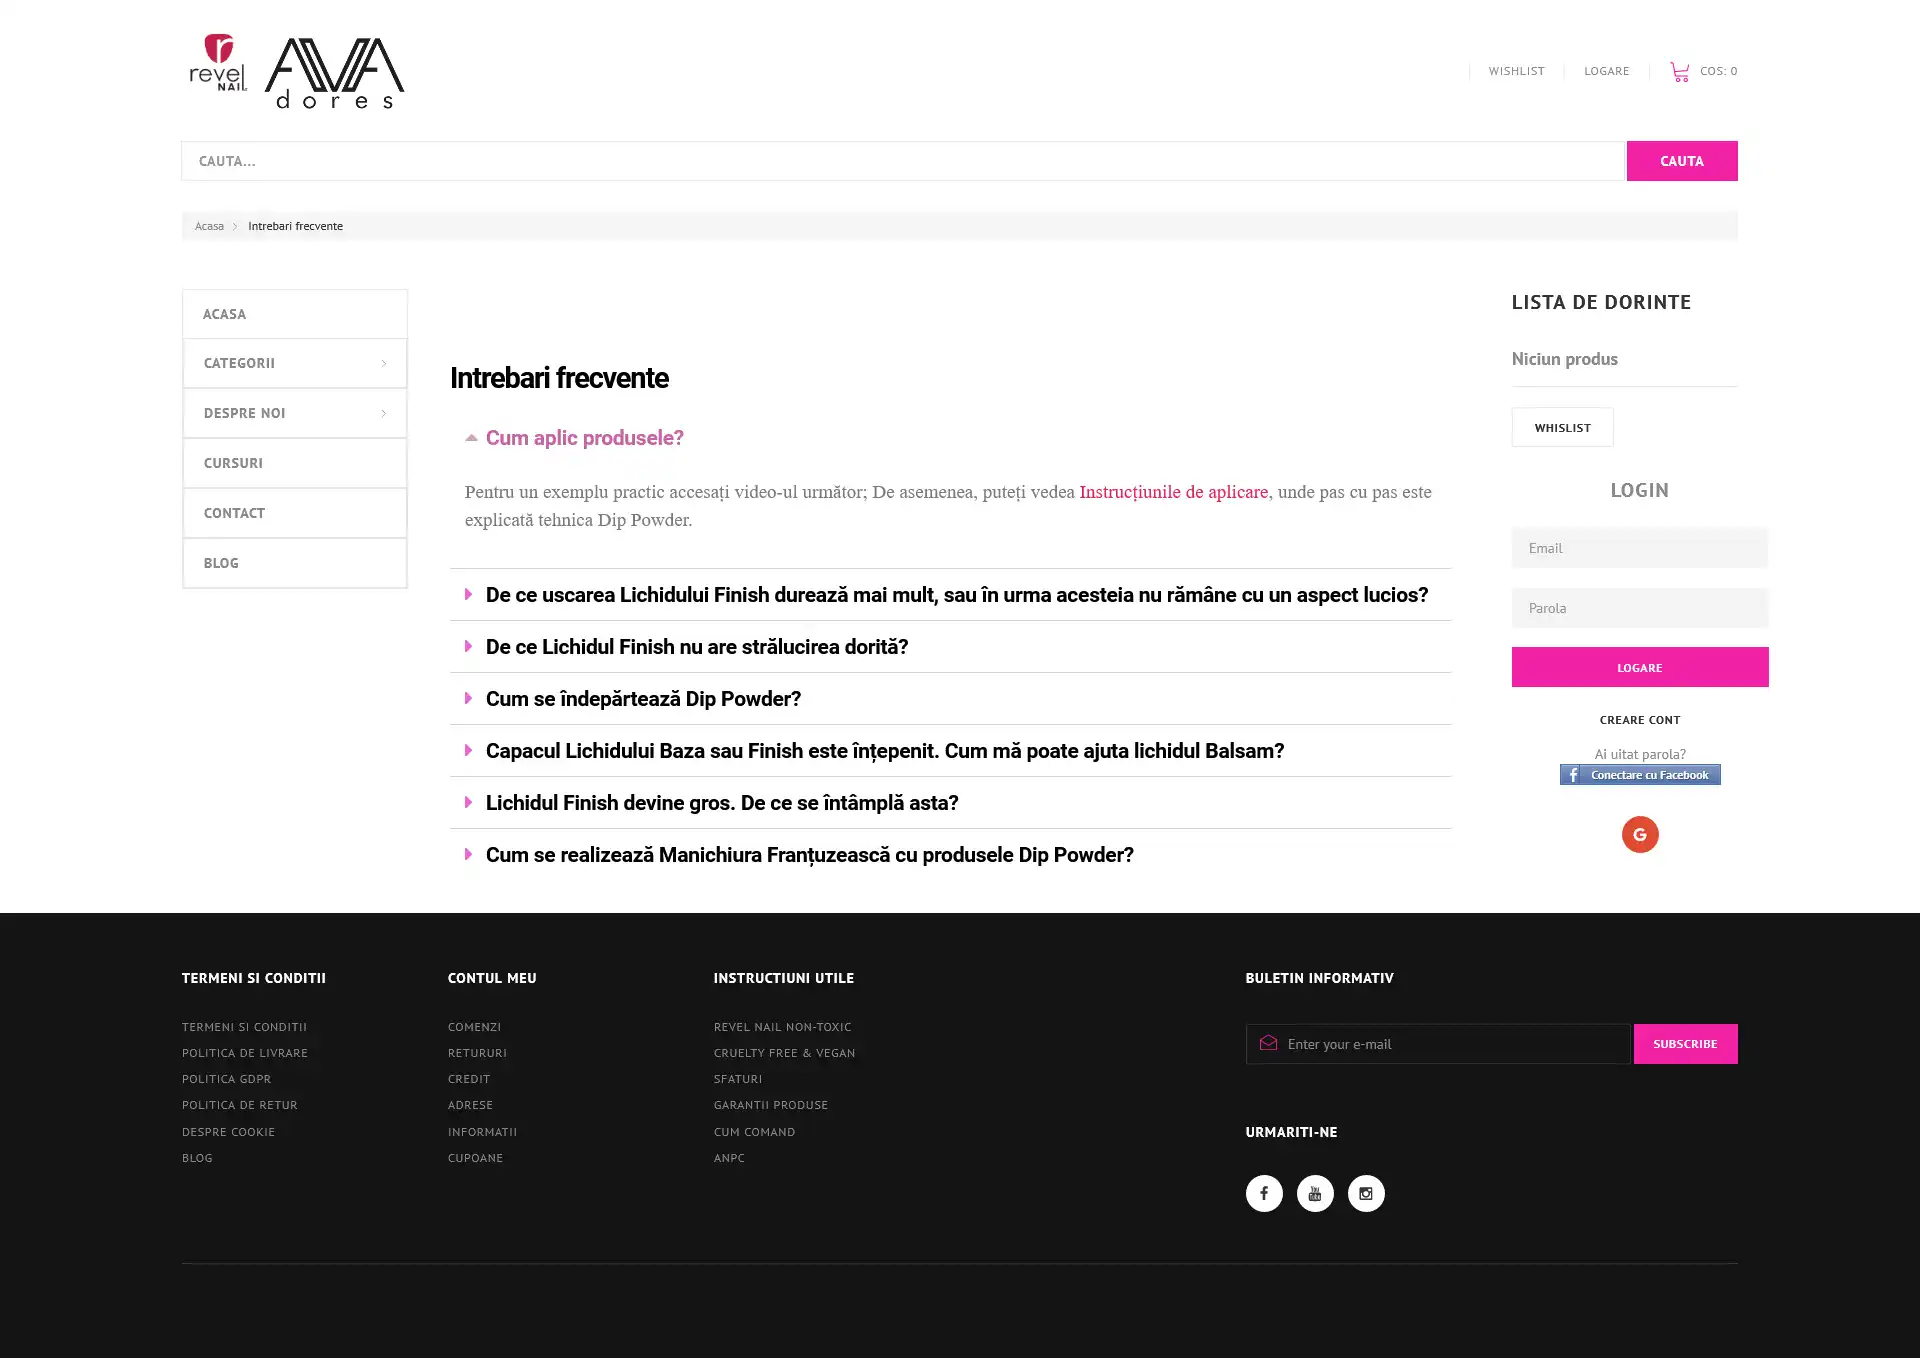 revel
NAIL
AVA
dores
WISHLIST
LOGARE
COS: 0
CAUTA...
CAUTA
Acasa
Intrebari frecvente
ACASA
CATEGORII
DESPRE NOI
CURSURI
CONTACT
BLOG
Intrebari frecvente
Cum aplic produsele?
Pentru un exemplu practic accesați video-ul următor; De asemenea, puteți vedea Instrucțiunile de aplicare, unde pas cu pas este
explicată tehnica Dip Powder.
De ce uscarea Lichidului Finish durează mai mult, sau în urma acesteia nu rămâne cu un aspect lucios?
De ce Lichidul Finish nu are strălucirea dorită?
Cum se îndepărtează Dip Powder?
Capacul Lichidului Baza sau Finish este înțepenit. Cum mă poate ajuta lichidul Balsam?
Lichidul Finish devine gros. De ce se întâmplă asta?
Cum se realizează Manichiura Franțuzească cu produsele Dip Powder?
LISTA DE DORINTE
Niciun produs
WHISLIST
LOGIN
Email
Parola
LOGARE
CREARE CONT
Ai uitat parola?
Conectare cu Facebook
G
TERMENI SI CONDITII
TERMENI SI CONDITII
POLITICA DE LIVRARE
POLITICA GDPR
POLITICA DE RETUR
DESPRE COOKIE
BLOG
CONTUL MEU
COMENZI
RETURURI
CREDIT
ADRESE
INFORMATII
CUPOANE
INSTRUCTIUNI UTILE
REVEL NAIL NON-TOXIC
CRUELTY FREE & VEGAN
SFATURI
GARANTII PRODUSE
CUM COMAND
ANPC
BULETIN INFORMATIV
Enter your e-mail
SUBSCRIBE
URMARITI-NE